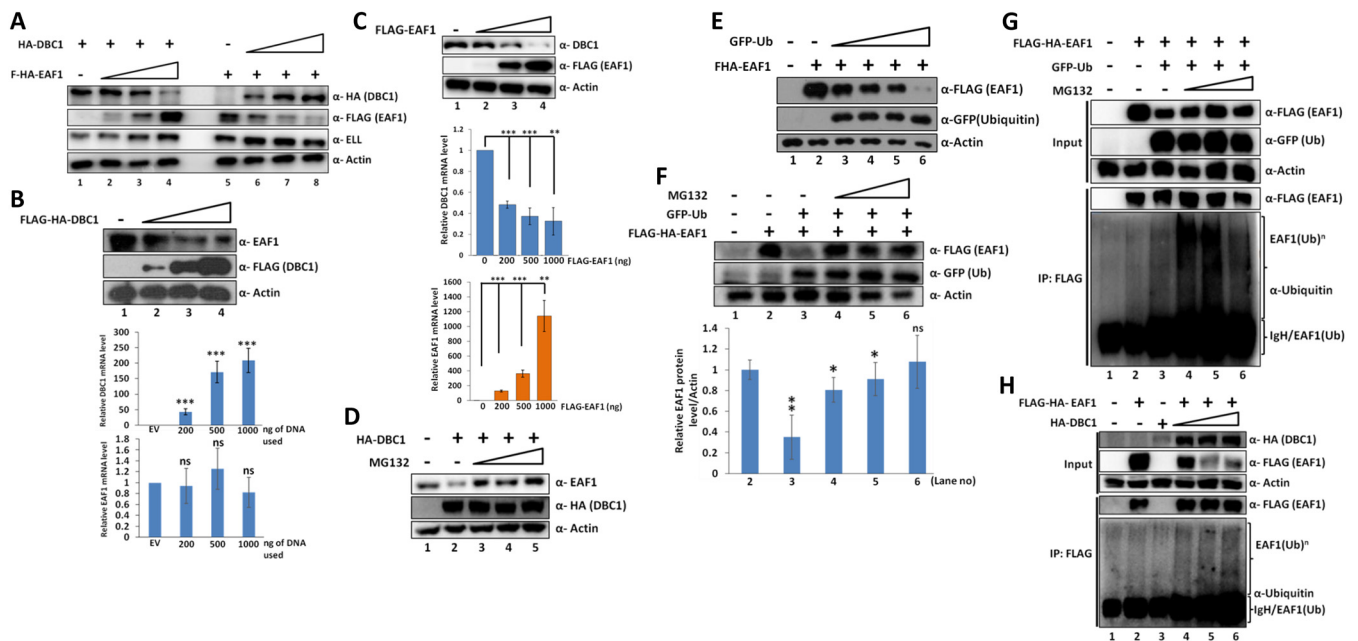 A
HA-DBC1 + + + + -
F-HA-EAF1 - + + + +
α- HA (DBC1)
α- FLAG (EAF1)
α- ELL
α- Actin
1 2 3 4 5 6 7 8
B
FLAG-HA-DBC1 -
α- EAF1
α- FLAG (DBC1)
α- Actin
1 2 3 4
Relative DBC1 mRNA level
300
250
200
150
100
50
0
*** *** ***
EV 200 500 1000 ng of DNA used
Relative EAF1 mRNA level
1.8
1.6
1.4
1.2
1
0.8
0.6
0.4
0.2
0
ns ns ns
EV 200 500 1000 ng of DNA used
C
FLAG-EAF1 -
α- DBC1
α- FLAG (EAF1)
α- Actin
1 2 3 4
Relative DBC1 mRNA level
1.2
1
0.8
0.6
0.4
0.2
0
*** *** **
0 200 500 1000 FLAG-EAF1 (ng)
Relative EAF1 mRNA level
1600
1400
1200
1000
800
600
400
200
0
*** *** **
0 200 500 1000 FLAG-EAF1 (ng)
D
HA-DBC1 - + + + +
MG132 - -
α- EAF1
α- HA (DBC1)
α- Actin
1 2 3 4 5
E
GFP-Ub - -
FHA-EAF1 - + + + + +
α-FLAG (EAF1)
α-GFP(Ubiquitin)
α-Actin
1 2 3 4 5 6
F
MG132 - - -
GFP-Ub - - + + + +
FLAG-HA-EAF1 - + + + + +
α- FLAG (EAF1)
α- GFP (Ub)
α- Actin
1 2 3 4 5 6
Relative EAF1 protein level/Actin
1.4
1.2
1
0.8
0.6
0.4
0.2
0
** * * ns
2 3 4 5 6 (Lane no)
G
FLAG-HA-EAF1 - + + + + +
GFP-Ub - - + + + +
MG132 - - -
Input
α-FLAG (EAF1)
α-GFP (Ub)
α-Actin
α-FLAG (EAF1)
IP: FLAG
EAF1(Ub)ⁿ
α-Ubiquitin
IgH/EAF1(Ub)
1 2 3 4 5 6
H
FLAG-HA- EAF1 - + - + + +
HA-DBC1 - - +
Input
α- HA (DBC1)
α- FLAG (EAF1)
α- Actin
α- FLAG (EAF1)
IP: FLAG
EAF1(Ub)ⁿ
α-Ubiquitin
IgH/EAF1(Ub)
1 2 3 4 5 6